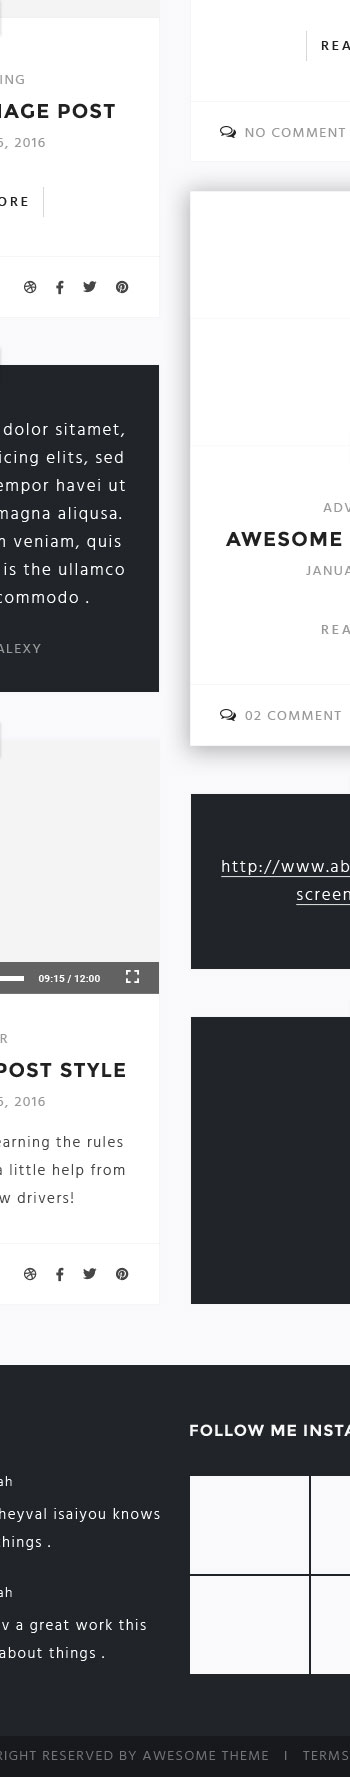 ING
IAGE POST
5, 2016
ORE
dolor sitamet,
icing elits, sed
empor havei ut
magna aliqusa.
veniam, quis
is the ullamco
commodo .
ALEXY
09:15 / 12:00
R
POST STYLE
5, 2016
earning the rules
a little help from
w drivers!
REA
NO COMMENT
ADV
AWESOME
JANUA
REA
02 COMMENT
http://www.ab
screen
ah
heyval isaiyou knows
things .
ah
v a great work this
about things .
FOLLOW ME INSTA
RIGHT RESERVED BY AWESOME THEME I TERMS